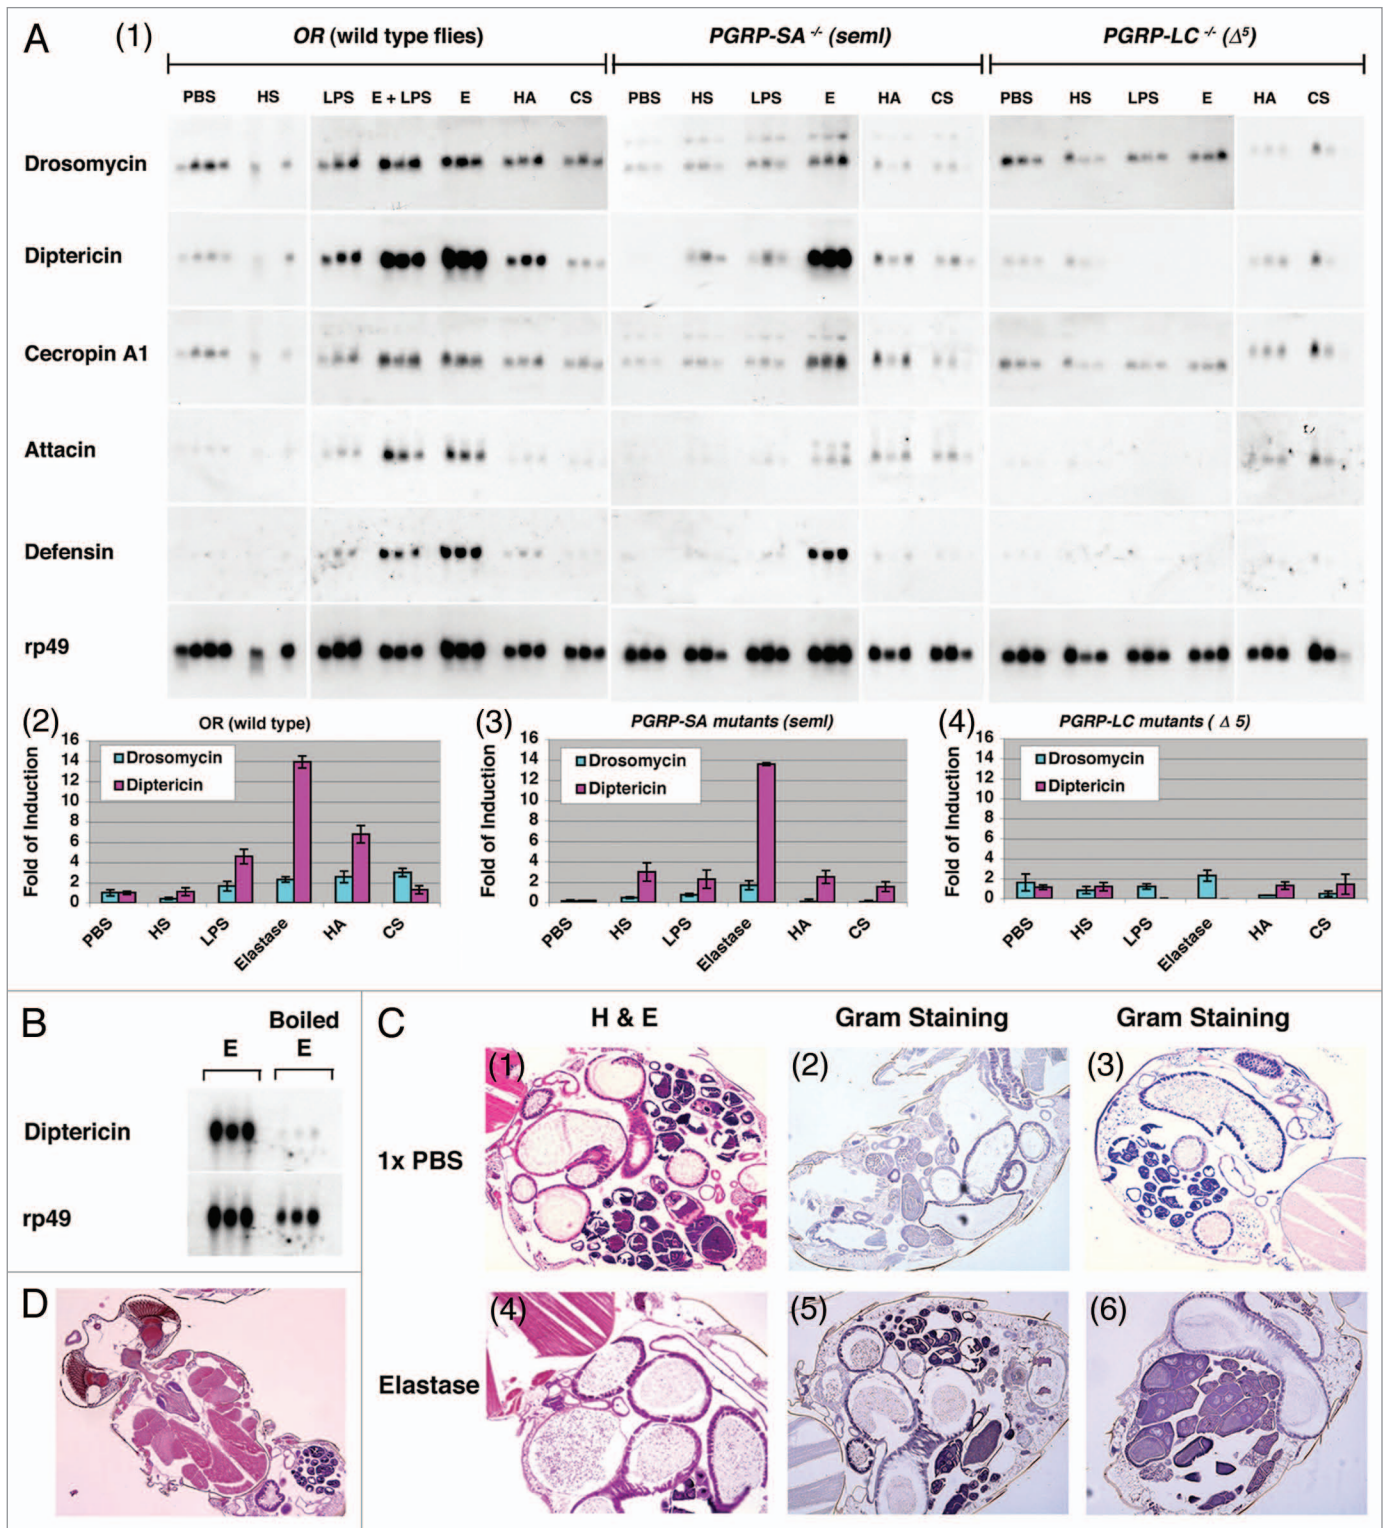 A (1) OR (wild type flies) PGRP-SA -/- (seml) PGRP-LC -/- (Δ5)
PBS HS LPS E + LPS E HA CS PBS HS LPS E HA CS PBS HS LPS E HA CS
Drosomycin
Diptericin
Cecropin A1
Attacin
Defensin
rp49
(2) OR (wild type)
Fold of Induction
16
14
12
10
8
6
4
2
0
Drosomycin
Diptericin
PBS HS LPS Elastase HA CS
(3) PGRP-SA mutants (seml)
Fold of Induction
16
14
12
10
8
6
4
2
0
Drosomycin
Diptericin
PBS HS LPS Elastase HA CS
(4) PGRP-LC mutants ( Δ 5)
Fold of Induction
16
14
12
10
8
6
4
2
0
Drosomycin
Diptericin
PBS HS LPS Elastase HA CS
B
E Boiled E
Diptericin
rp49
C H & E Gram Staining Gram Staining
1x PBS (1) (2) (3)
Elastase (4) (5) (6)
D